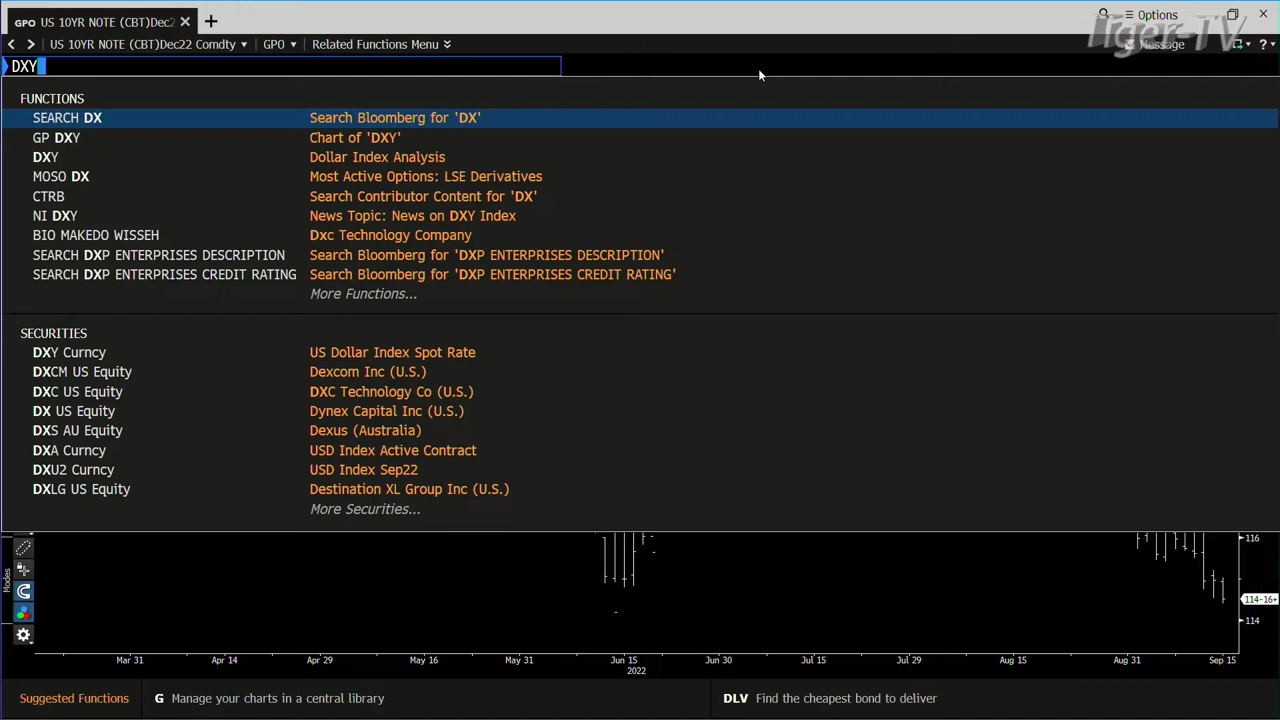 GPO US 10YR NOTE (CBT)Dec2
Options
Tiger-TV
US 10YR NOTE (CBT)Dec22 Comdty GPO Related Functions Menu
Message
?
DXY
FUNCTIONS
SEARCH DX Search Bloomberg for 'DX'
GP DXY Chart of 'DXY'
DXY Dollar Index Analysis
MOSO DX Most Active Options: LSE Derivatives
CTRB Search Contributor Content for 'DX'
NI DXY News Topic: News on DXY Index
BIO MAKEDO WISSEH Dxc Technology Company
SEARCH DXP ENTERPRISES DESCRIPTION Search Bloomberg for 'DXP ENTERPRISES DESCRIPTION'
SEARCH DXP ENTERPRISES CREDIT RATING Search Bloomberg for 'DXP ENTERPRISES CREDIT RATING'
More Functions...
SECURITIES
DXY Curncy US Dollar Index Spot Rate
DXCM US Equity Dexcom Inc (U.S.)
DXC US Equity DXC Technology Co (U.S.)
DX US Equity Dynex Capital Inc (U.S.)
DXS AU Equity Dexus (Australia)
DXA Curncy USD Index Active Contract
DXU2 Curncy USD Index Sep22
DXLG US Equity Destination XL Group Inc (U.S.)
More Securities...
116
Modes
114-16+
114
Mar 31 Apr 14 Apr 29 May 16 May 31 Jun 15 Jun 30 Jul 15 Jul 29 Aug 15 Aug 31 Sep 15
2022
Suggested Functions G Manage your charts in a central library DLV Find the cheapest bond to deliver